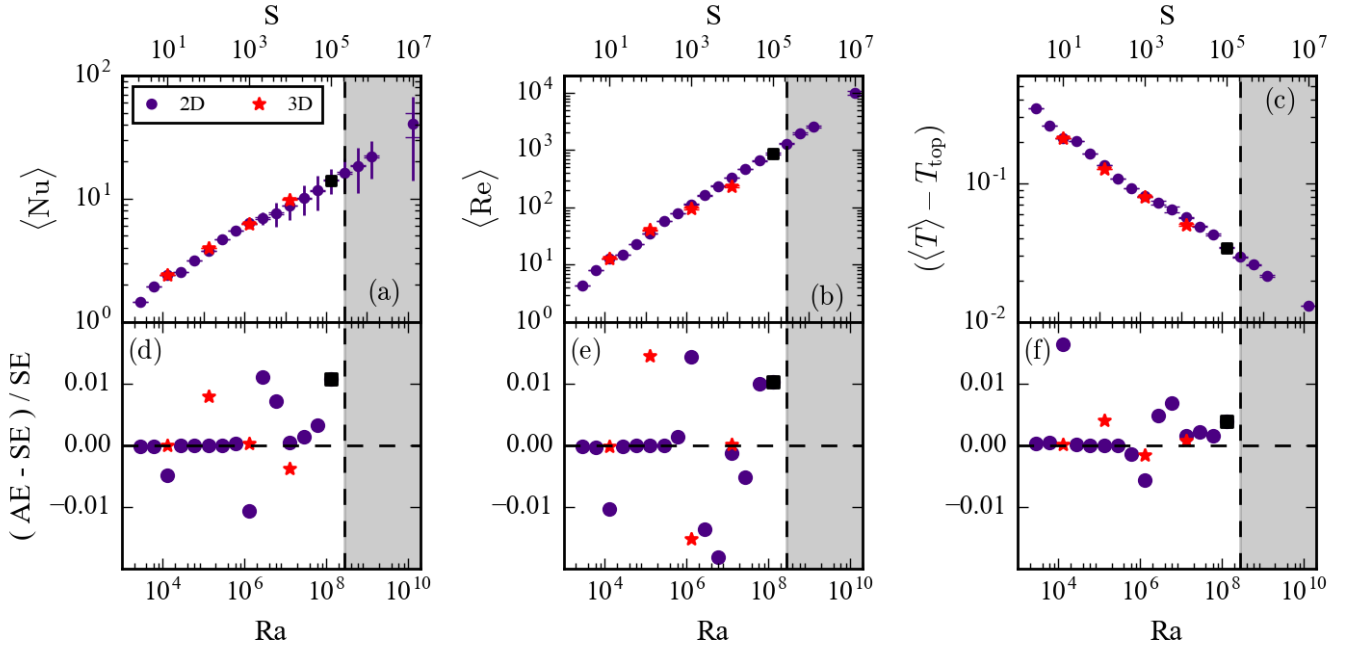 S S S
10^1 10^3 10^5 10^7 10^1 10^3 10^5 10^7 10^1 10^3 10^5 10^7
⟨Nu⟩
10^2
10^1
10^0
2D 3D
(a)
⟨Re⟩
10^4
10^3
10^2
10^1
10^0
(b)
(⟨T⟩ − T_top)
10^-1
10^-2
(c)
( AE - SE ) / SE
0.01
0.00
−0.01
(d)
0.01
0.00
−0.01
(e)
0.01
0.00
−0.01
(f)
10^4 10^6 10^8 10^10 10^4 10^6 10^8 10^10 10^4 10^6 10^8 10^10
Ra Ra Ra